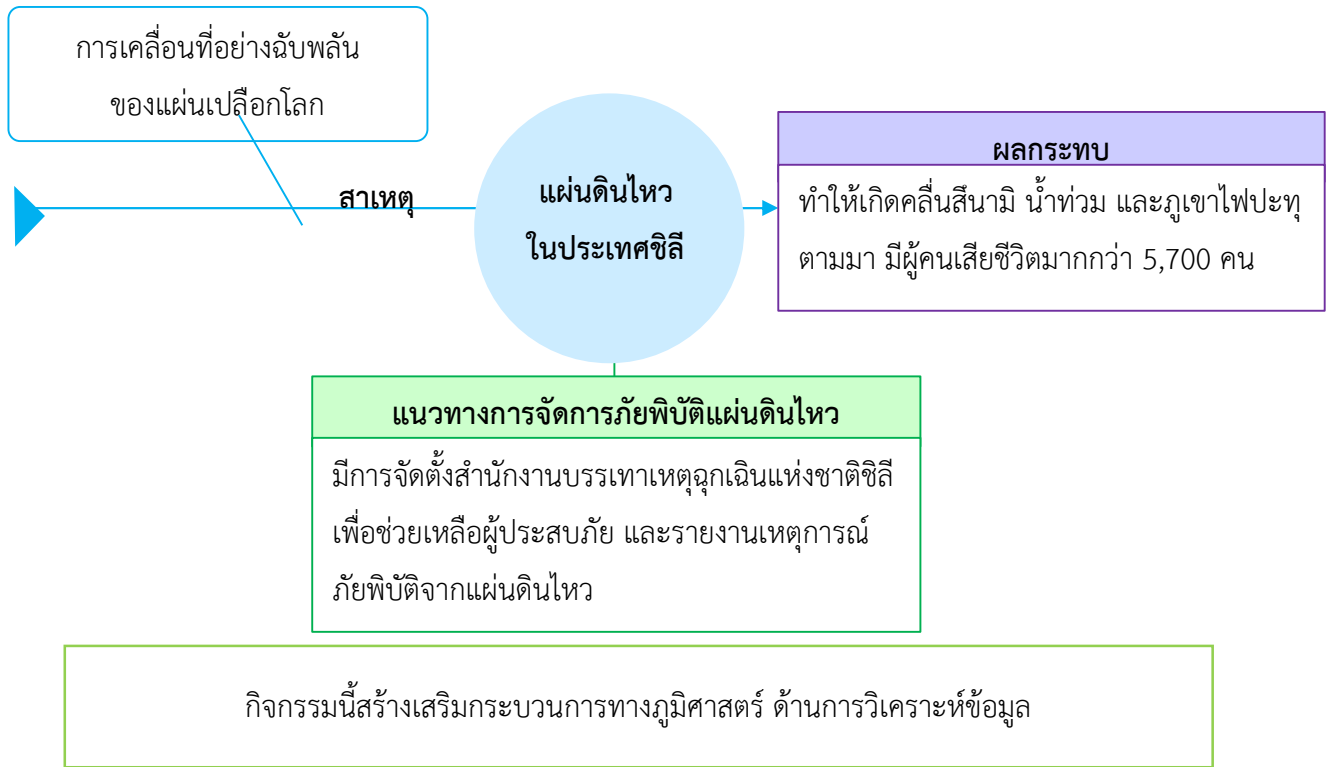 การเคลื่อนที่อย่างฉับพลัน
ของแผ่นเปลือกโลก
สาเหตุ
แผ่นดินไหว
ในประเทศชิลี
ผลกระทบ
ทำให้เกิดคลื่นสึนามิ น้ำท่วม และภูเขาไฟปะทุ
ตามมา มีผู้คนเสียชีวิตมากกว่า 5,700 คน
แนวทางการจัดการภัยพิบัติแผ่นดินไหว
มีการจัดตั้งสำนักงานบรรเทาเหตุฉุกเฉินแห่งชาติชิลี
เพื่อช่วยเหลือผู้ประสบภัย และรายงานเหตุการณ์
ภัยพิบัติจากแผ่นดินไหว
กิจกรรมนี้สร้างเสริมกระบวนการทางภูมิศาสตร์ ด้านการวิเคราะห์ข้อมูล